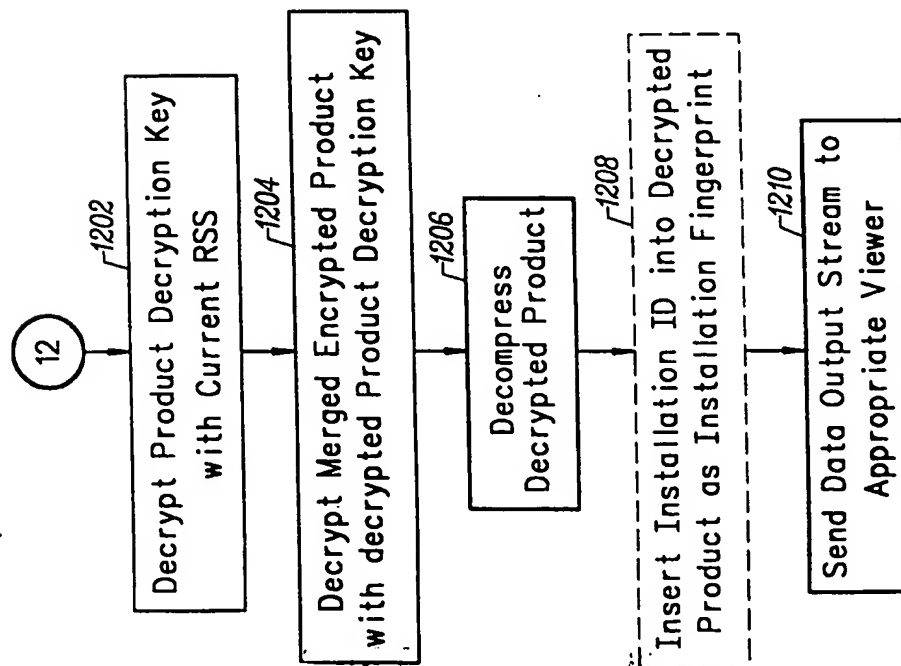 12
1202
Decrypt Product Decryption Key
with Current RSS
1204
Decrypt Merged Encrypted Product
with decrypted Product Decryption Key
1206
Decompress
Decrypted Product
1208
Insert Installation ID into Decrypted
Product as Installation Fingerprint
1210
Send Data Output Stream to
Appropriate Viewer